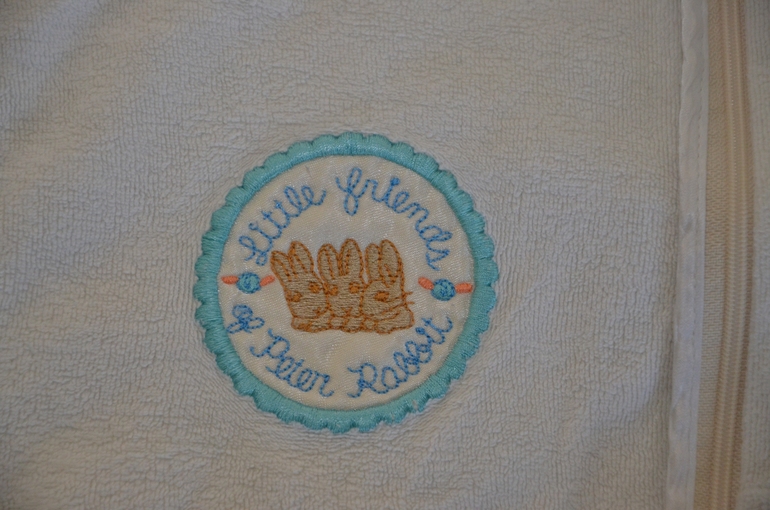 Little friends
of Peter Rabbit